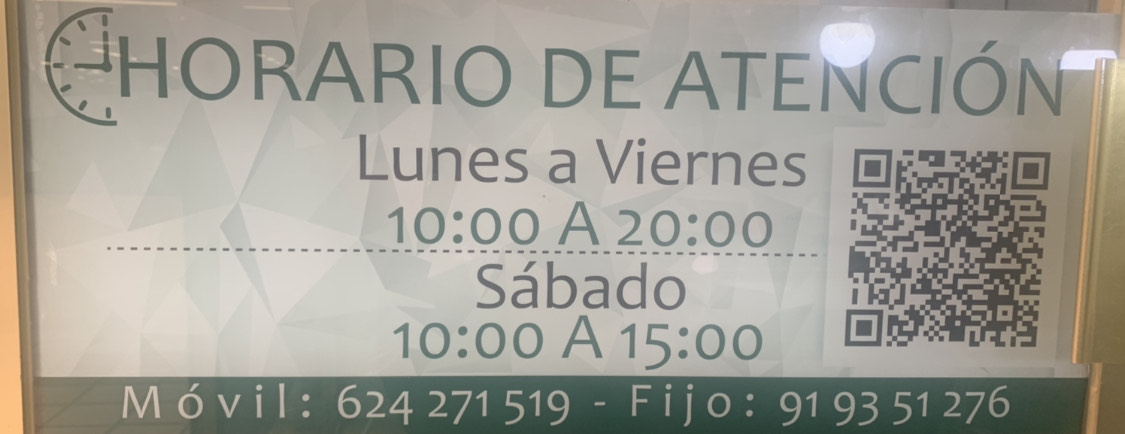 HORARIO DE ATENCIÓN
Lunes a Viernes
10:00 A 20:00
Sábado
10:00 A 15:00
Móvil: 624 271 519 - Fijo: 91 93 51 276